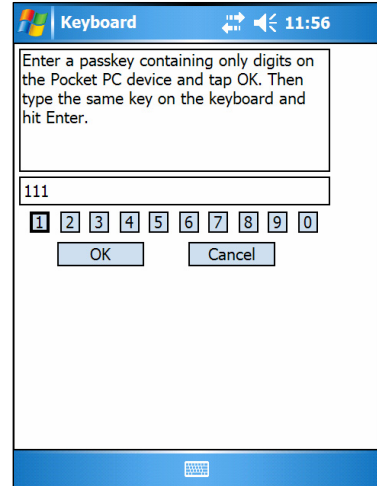 Keyboard 11:56
Enter a passkey containing only digits on
the Pocket PC device and tap OK. Then
type the same key on the keyboard and
hit Enter.
111
1 2 3 4 5 6 7 8 9 0
OK Cancel